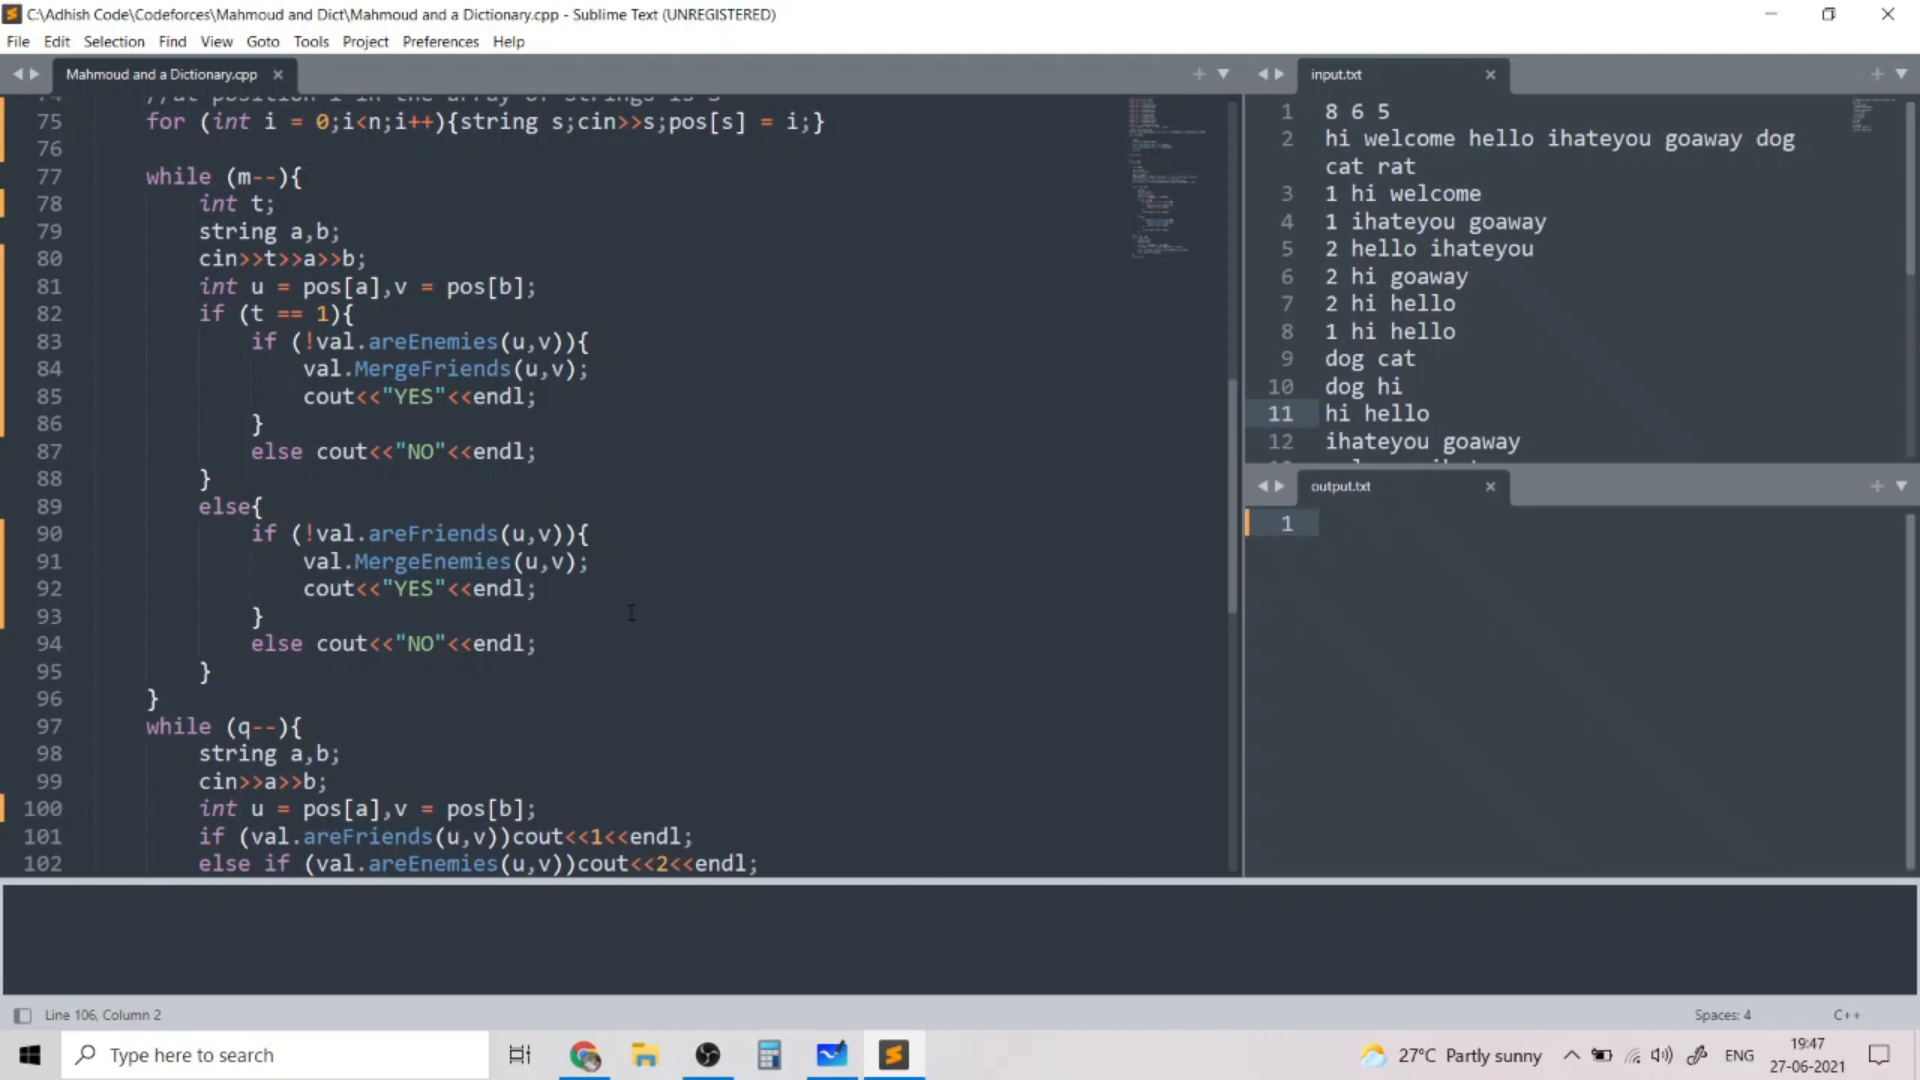 C:\Adhish Code\Codeforces\Mahmoud and Dict\Mahmoud and a Dictionary.cpp - Sublime Text (UNREGISTERED)
File Edit Selection Find View Goto Tools Project Preferences Help
Mahmoud and a Dictionary.cpp
74 //at position i in the array of strings is S
75 for (int i = 0;i<n;i++){string s;cin>>s;pos[s] = i;}
76
77 while (m--){
78 int t;
79 string a,b;
80 cin>>t>>a>>b;
81 int u = pos[a],v = pos[b];
82 if (t == 1){
83 if (!val.areEnemies(u,v)){
84 val.MergeFriends(u,v);
85 cout<<"YES"<<endl;
86 }
87 else cout<<"NO"<<endl;
88 }
89 else{
90 if (!val.areFriends(u,v)){
91 val.MergeEnemies(u,v);
92 cout<<"YES"<<endl;
93 }
94 else cout<<"NO"<<endl;
95 }
96 }
97 while (q--){
98 string a,b;
99 cin>>a>>b;
100 int u = pos[a],v = pos[b];
101 if (val.areFriends(u,v))cout<<1<<endl;
102 else if (val.areEnemies(u,v))cout<<2<<endl;
input.txt
1 8 6 5
2 hi welcome hello ihateyou goaway dog
cat rat
3 1 hi welcome
4 1 ihateyou goaway
5 2 hello ihateyou
6 2 hi goaway
7 2 hi hello
8 1 hi hello
9 dog cat
10 dog hi
11 hi hello
12 ihateyou goaway
output.txt
1
Line 106, Column 2
Spaces: 4
C++
Type here to search
27°C Partly sunny
ENG
19:47
27-06-2021